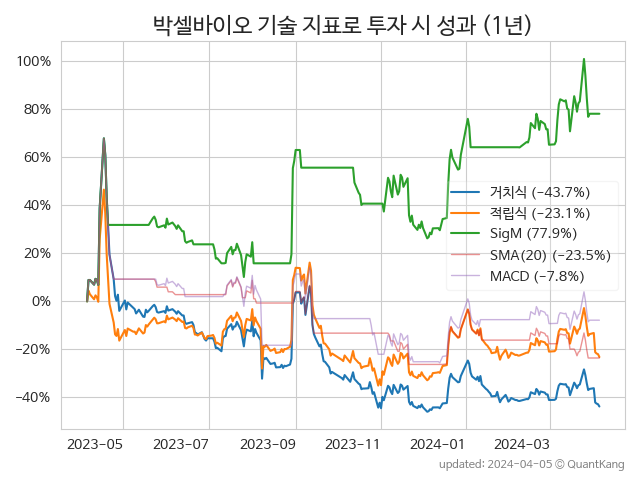 박셀바이오 기술 지표로 투자 시 성과 (1년)
100%
80%
60%
40%
20%
0%
−20%
−40%
거치식 (−43.7%)
적립식 (−23.1%)
SigM (77.9%)
SMA(20) (−23.5%)
MACD (−7.8%)
2023−05
2023−07
2023−09
2023−11
2024−01
2024−03
updated: 2024−04−05 © QuantKang